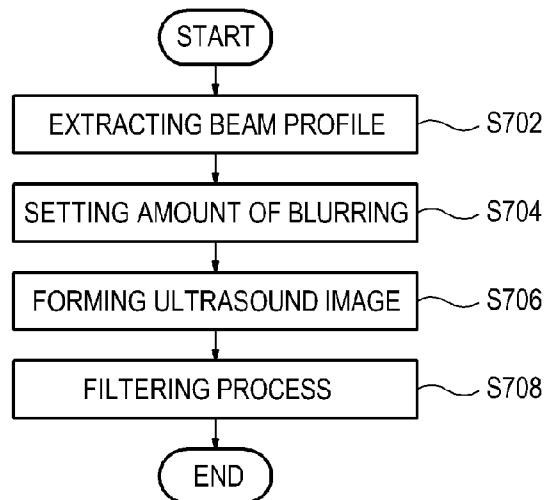 START
EXTRACTING BEAM PROFILE
S702
SETTING AMOUNT OF BLURRING
S704
FORMING ULTRASOUND IMAGE
S706
FILTERING PROCESS
S708
END